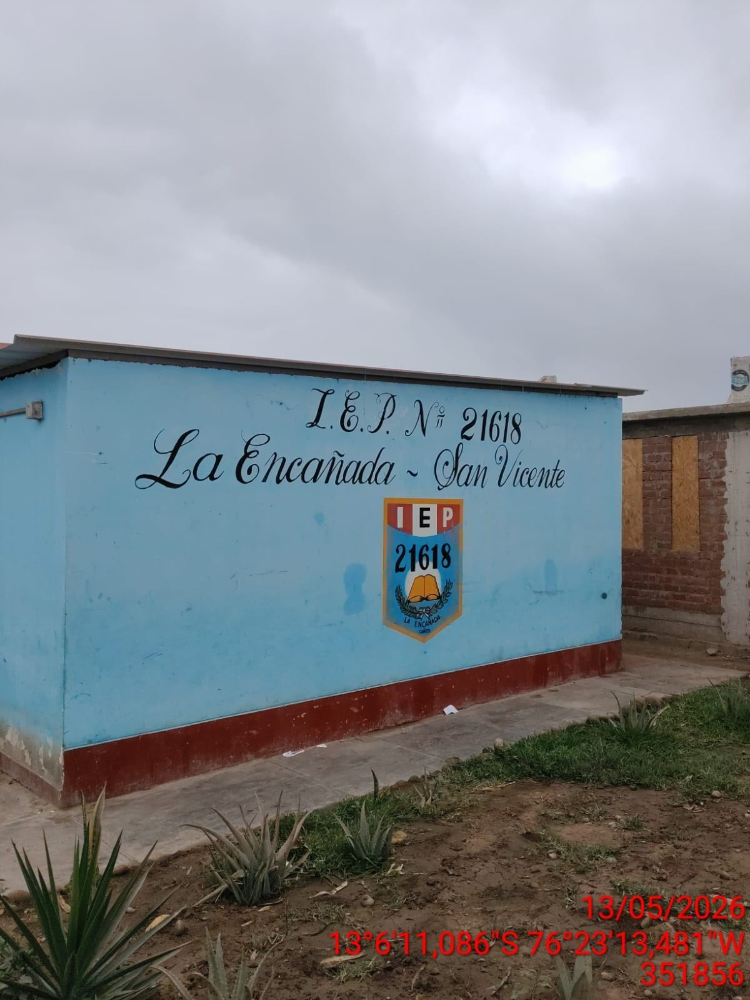 I.E.P. Nº 21618
La Encañada ~ San Vicente
I E P
21618
LA ENCAÑADA
CAÑETE
13/05/2026
13°6'11,086"S 76°23'13,481"W
351856